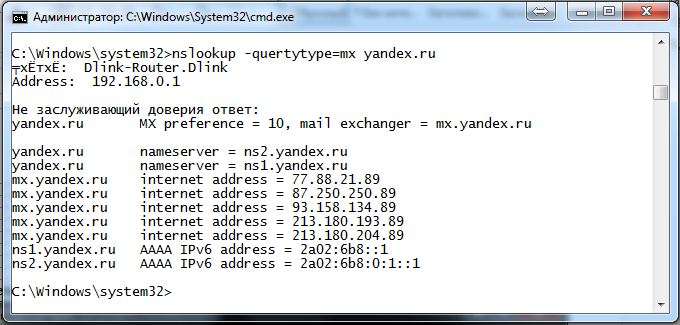 Администратор: C:\Windows\System32\cmd.exe
C:\Windows\system32>nslookup -quertytype=mx yandex.ru
╤хЁтхЁ:  Dlink-Router.Dlink
Address:  192.168.0.1
Не заслуживающий доверия ответ:
yandex.ru       MX preference = 10, mail exchanger = mx.yandex.ru
yandex.ru       nameserver = ns2.yandex.ru
yandex.ru       nameserver = ns1.yandex.ru
mx.yandex.ru    internet address = 77.88.21.89
mx.yandex.ru    internet address = 87.250.250.89
mx.yandex.ru    internet address = 93.158.134.89
mx.yandex.ru    internet address = 213.180.193.89
mx.yandex.ru    internet address = 213.180.204.89
ns1.yandex.ru   AAAA IPv6 address = 2a02:6b8::1
ns2.yandex.ru   AAAA IPv6 address = 2a02:6b8:0:1::1
C:\Windows\system32>